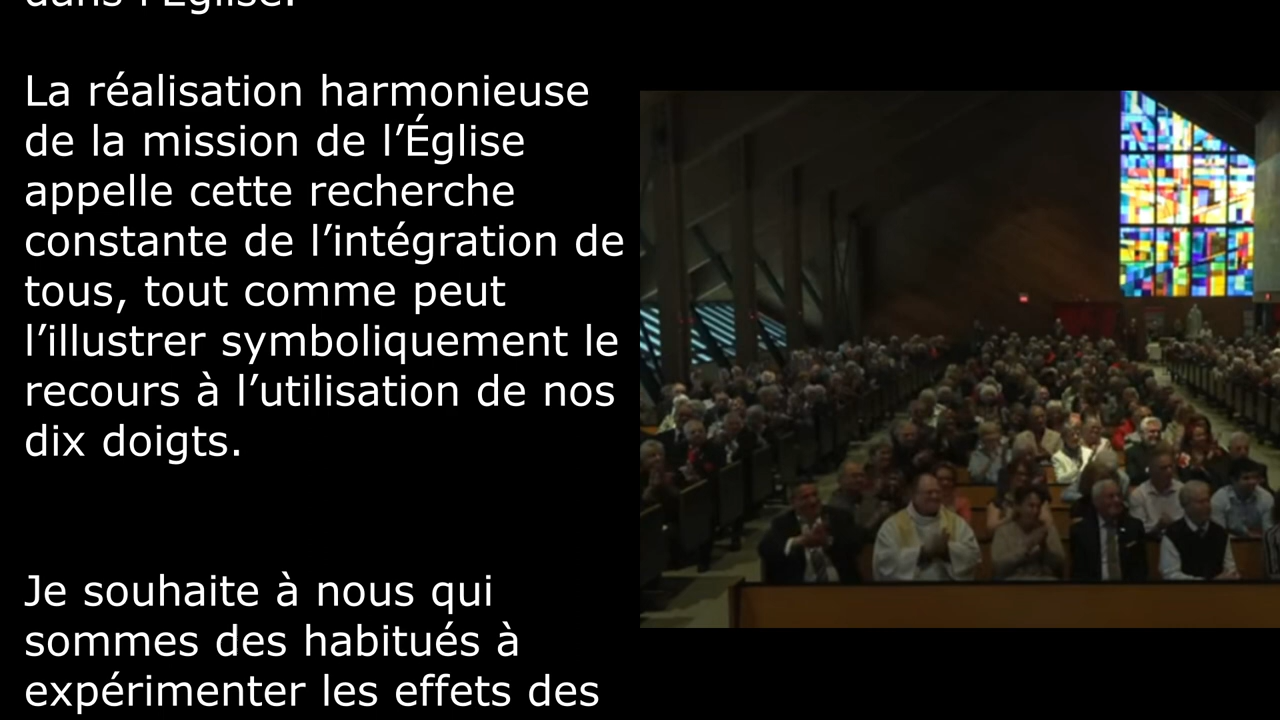 dans l'Église.
La réalisation harmonieuse
de la mission de l’Église
appelle cette recherche
constante de l’intégration de
tous, tout comme peut
l’illustrer symboliquement le
recours à l’utilisation de nos
dix doigts.
Je souhaite à nous qui
sommes des habitués à
expérimenter les effets des